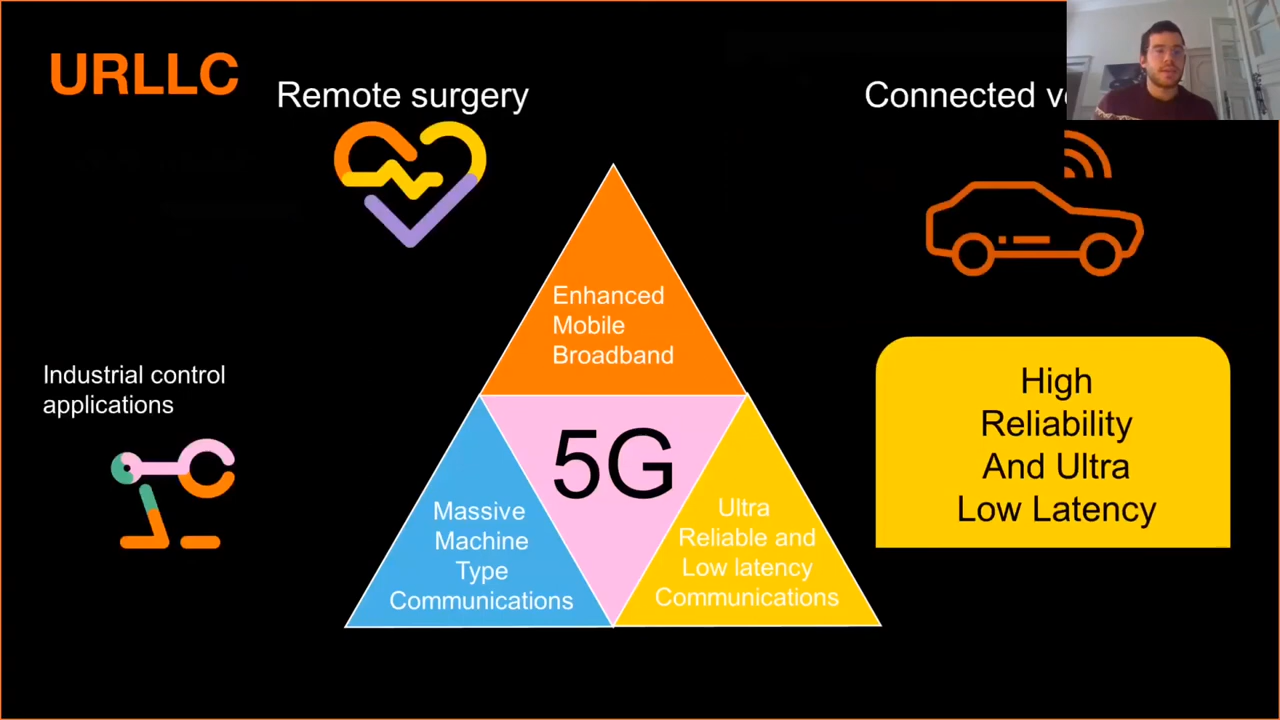 URLLC
Remote surgery
Connected
Enhanced
Mobile
Broadband
Industrial control
applications
High
Reliability
And Ultra
Low Latency
5G
Massive
Machine
Type
Communications
Ultra
Reliable and
Low latency
Communications